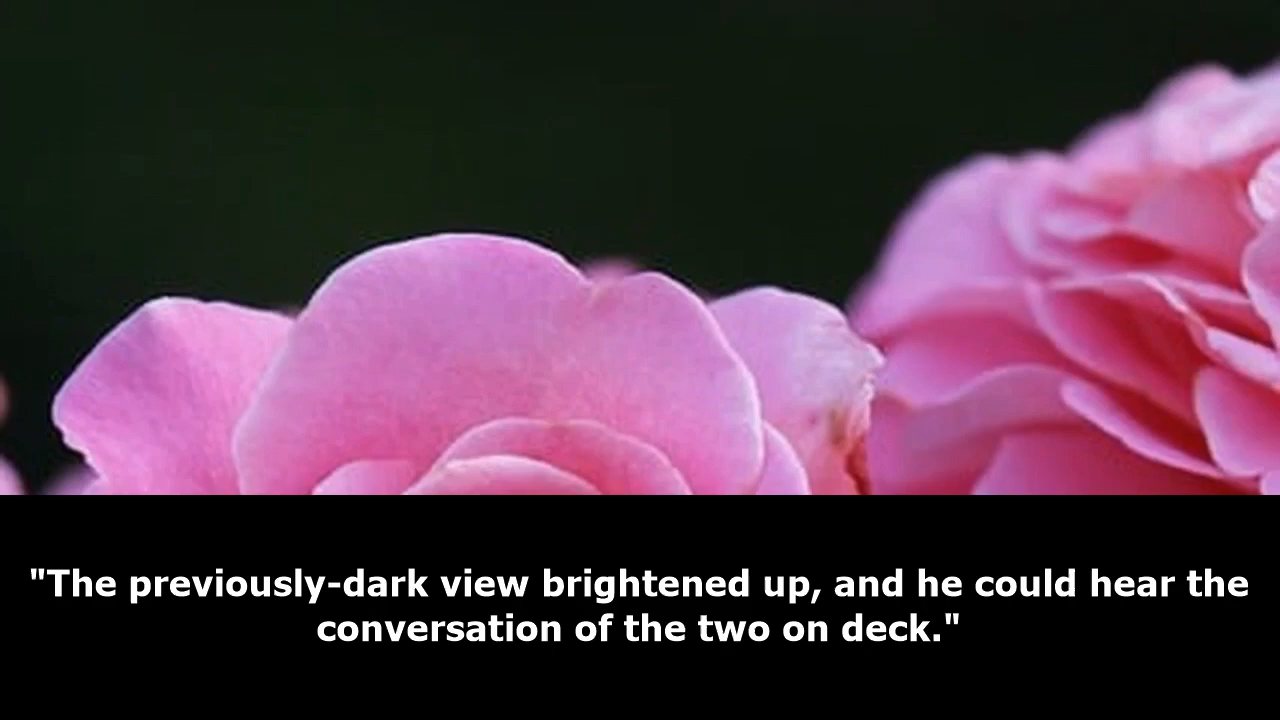 "The previously-dark view brightened up, and he could hear the
conversation of the two on deck."